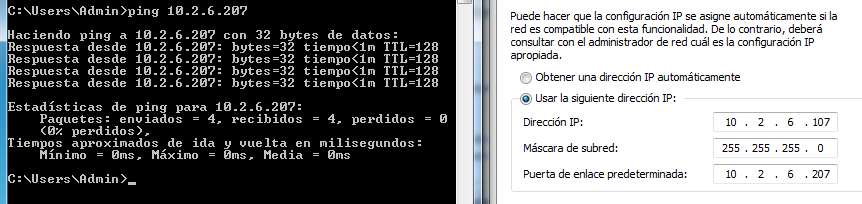 C:\Users\Admin>ping 10.2.6.207
Haciendo ping a 10.2.6.207 con 32 bytes de datos:
Respuesta desde 10.2.6.207: bytes=32 tiempo<1m TTL=128
Respuesta desde 10.2.6.207: bytes=32 tiempo<1m TTL=128
Respuesta desde 10.2.6.207: bytes=32 tiempo<1m TTL=128
Respuesta desde 10.2.6.207: bytes=32 tiempo<1m TTL=128
Estadísticas de ping para 10.2.6.207:
Paquetes: enviados = 4, recibidos = 4, perdidos = 0
(0% perdidos),
Tiempos aproximados de ida y vuelta en milisegundos:
Mínimo = 0ms, Máximo = 0ms, Media = 0ms
C:\Users\Admin>_
Puede hacer que la configuración IP se asigne automáticamente si la
red es compatible con esta funcionalidad. De lo contrario, deberá
consultar con el administrador de red cuál es la configuración IP
apropiada.
Obtener una dirección IP automáticamente
Usar la siguiente dirección IP:
Dirección IP: 10 . 2 . 6 . 107
Máscara de subred: 255 . 255 . 255 . 0
Puerta de enlace predeterminada: 10 . 2 . 6 . 207